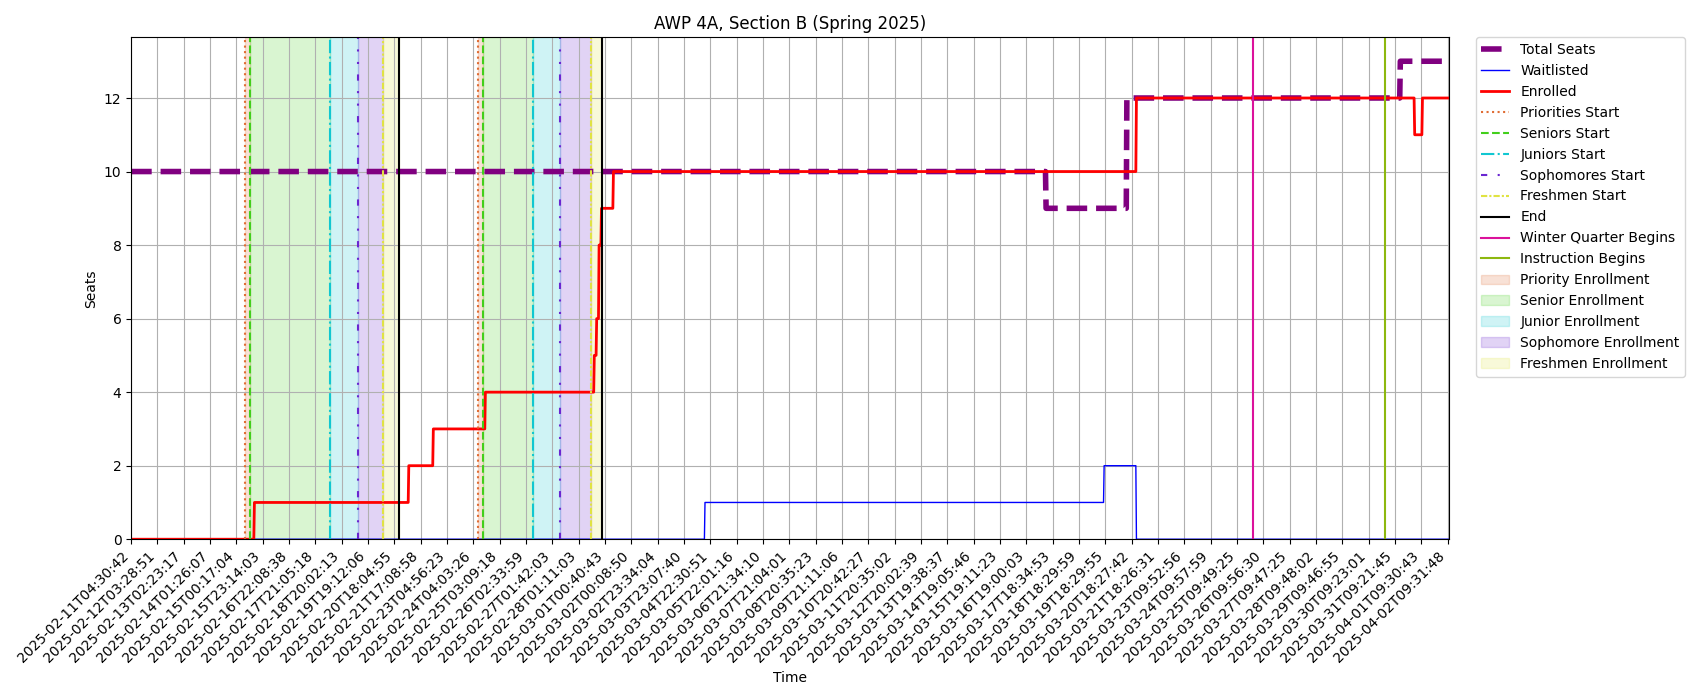 AWP 4A, Section B (Spring 2025)
12
10
8
6
4
2
0
Seats
2025-02-11T04:30:42
2025-02-12T03:28:51
2025-02-13T02:23:17
2025-02-14T01:26:07
2025-02-15T00:17:04
2025-02-15T23:14:03
2025-02-16T22:08:38
2025-02-17T21:05:18
2025-02-18T20:02:13
2025-02-19T19:12:06
2025-02-20T18:04:55
2025-02-21T17:08:58
2025-02-23T04:56:23
2025-02-24T04:03:26
2025-02-25T03:09:18
2025-02-26T02:33:59
2025-02-27T01:42:03
2025-02-28T01:11:03
2025-03-01T00:40:43
2025-03-02T00:08:50
2025-03-02T23:34:04
2025-03-03T23:07:40
2025-03-04T22:30:51
2025-03-05T22:01:16
2025-03-06T21:34:10
2025-03-07T21:04:01
2025-03-08T20:35:23
2025-03-09T21:11:06
2025-03-10T20:42:27
2025-03-11T20:35:02
2025-03-12T20:02:39
2025-03-13T19:38:37
2025-03-14T19:05:46
2025-03-15T19:11:23
2025-03-16T19:00:03
2025-03-17T18:34:53
2025-03-18T18:29:59
2025-03-19T18:29:55
2025-03-20T18:27:42
2025-03-21T18:26:31
2025-03-23T09:52:56
2025-03-24T09:57:59
2025-03-25T09:49:25
2025-03-26T09:56:30
2025-03-27T09:47:25
2025-03-28T09:48:02
2025-03-29T09:46:55
2025-03-30T09:23:01
2025-03-31T09:21:45
2025-04-01T09:30:43
2025-04-02T09:31:48
Time
Total Seats
Waitlisted
Enrolled
Priorities Start
Seniors Start
Juniors Start
Sophomores Start
Freshmen Start
End
Winter Quarter Begins
Instruction Begins
Priority Enrollment
Senior Enrollment
Junior Enrollment
Sophomore Enrollment
Freshmen Enrollment